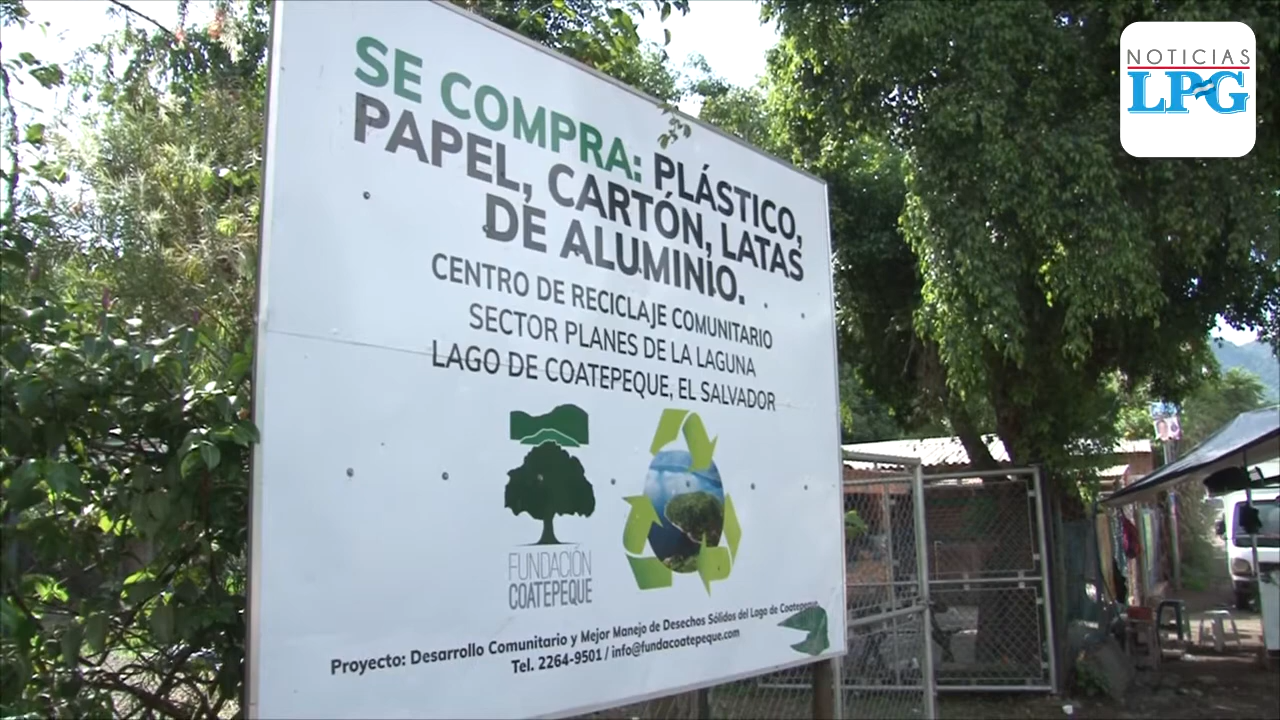 NOTICIAS
LPG
SE COMPRA: PLÁSTICO,
PAPEL, CARTÓN, LATAS
DE ALUMINIO.
CENTRO DE RECICLAJE COMUNITARIO
SECTOR PLANES DE LA LAGUNA
LAGO DE COATEPEQUE, EL SALVADOR
FUNDACIÓN
COATEPEQUE
Proyecto: Desarrollo Comunitario y Mejor Manejo de Desechos Sólidos del Lago de Coatepeque
Tel. 2264-9501 / info@fundacoatepeque.com